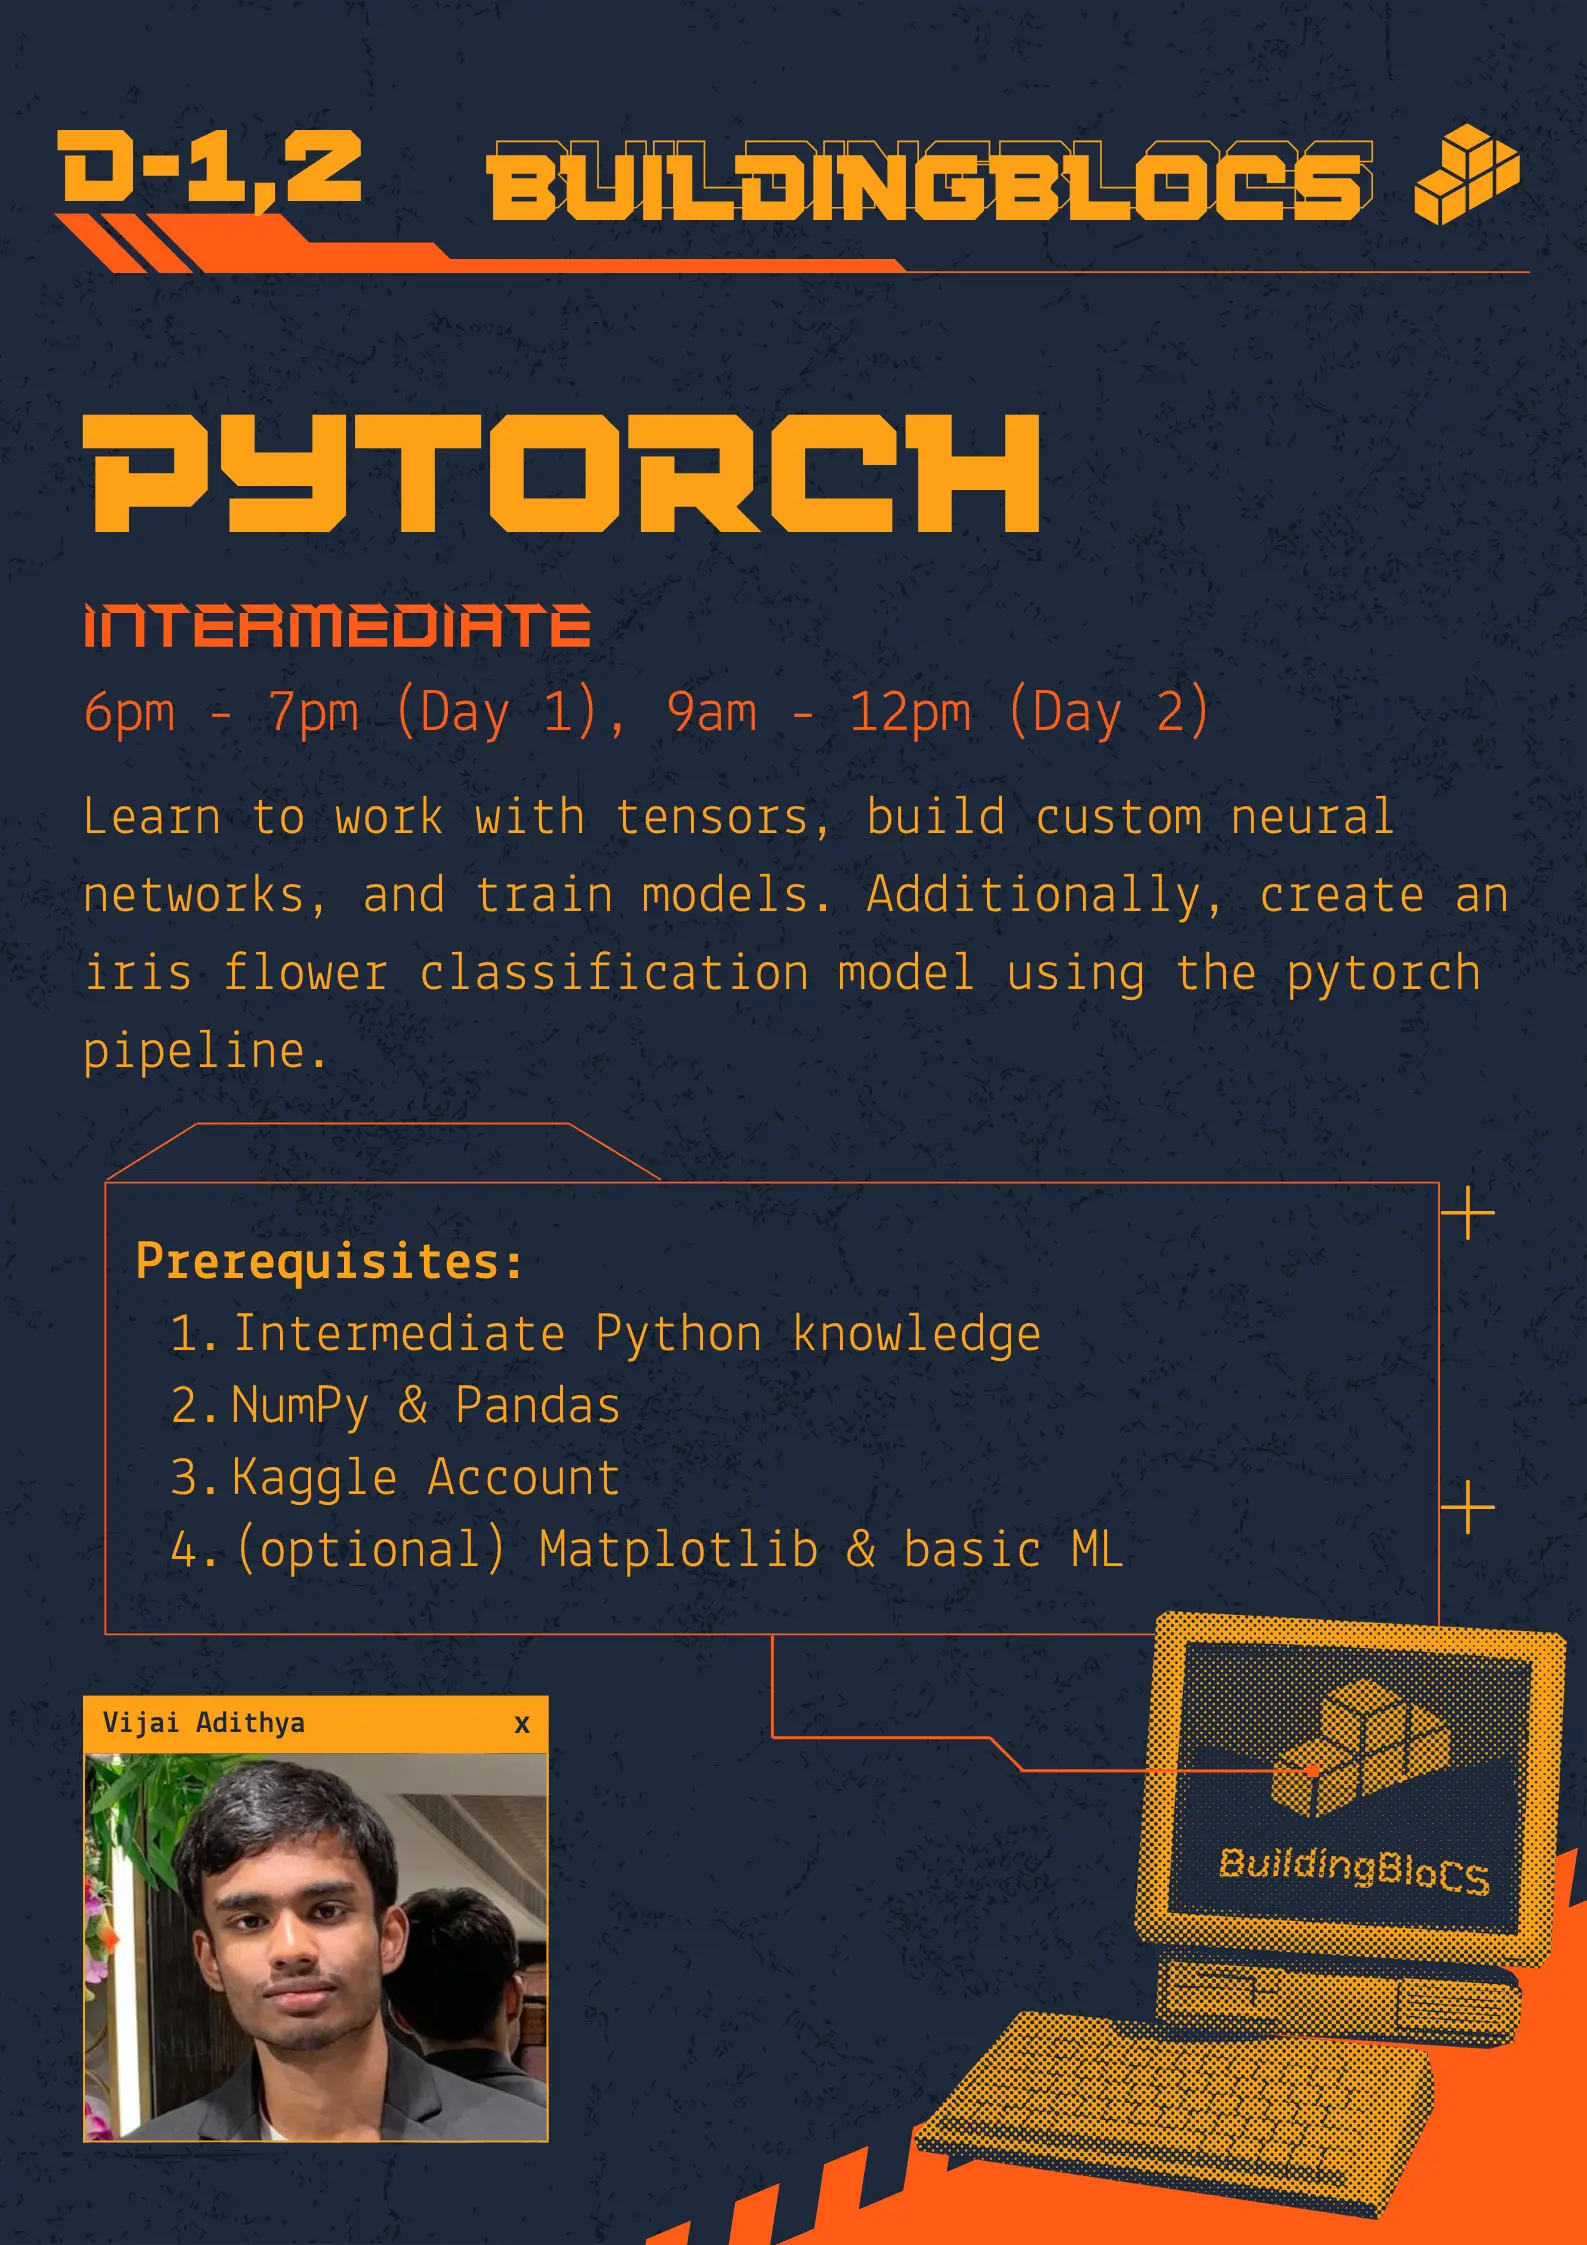 D-1,2
BUILDINGBLOCS
PYTORCH
INTERMEDIATE
6pm - 7pm (Day 1), 9am - 12pm (Day 2)
Learn to work with tensors, build custom neural
networks, and train models. Additionally, create an
iris flower classification model using the pytorch
pipeline.
Prerequisites:
1. Intermediate Python knowledge
2. NumPy & Pandas
3. Kaggle Account
4. (optional) Matplotlib & basic ML
Vijai Adithya x
BuildingBloCS